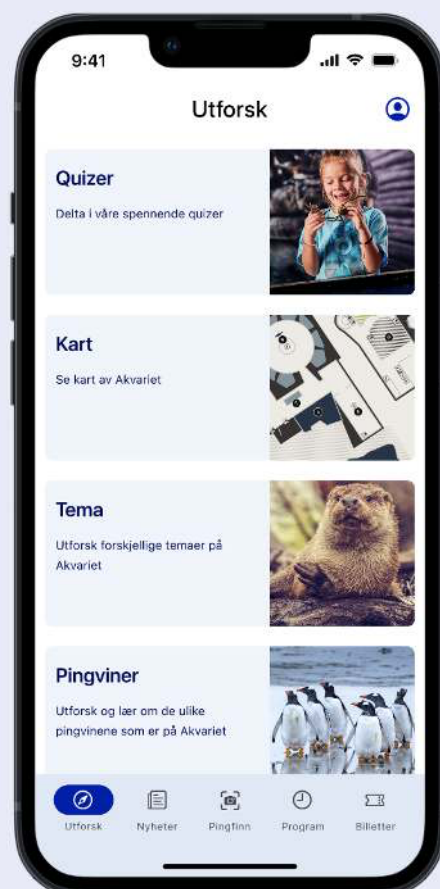 9:41
Utforsk
Quizer
Delta i våre spennende quizer
Kart
Se kart av Akvariet
Tema
Utforsk forskjellige temaer på
Akvariet
Pingviner
Utforsk og lær om de ulike
pingvinene som er på Akvariet
Utforsk
Nyheter
Pingfinn
Program
Billetter